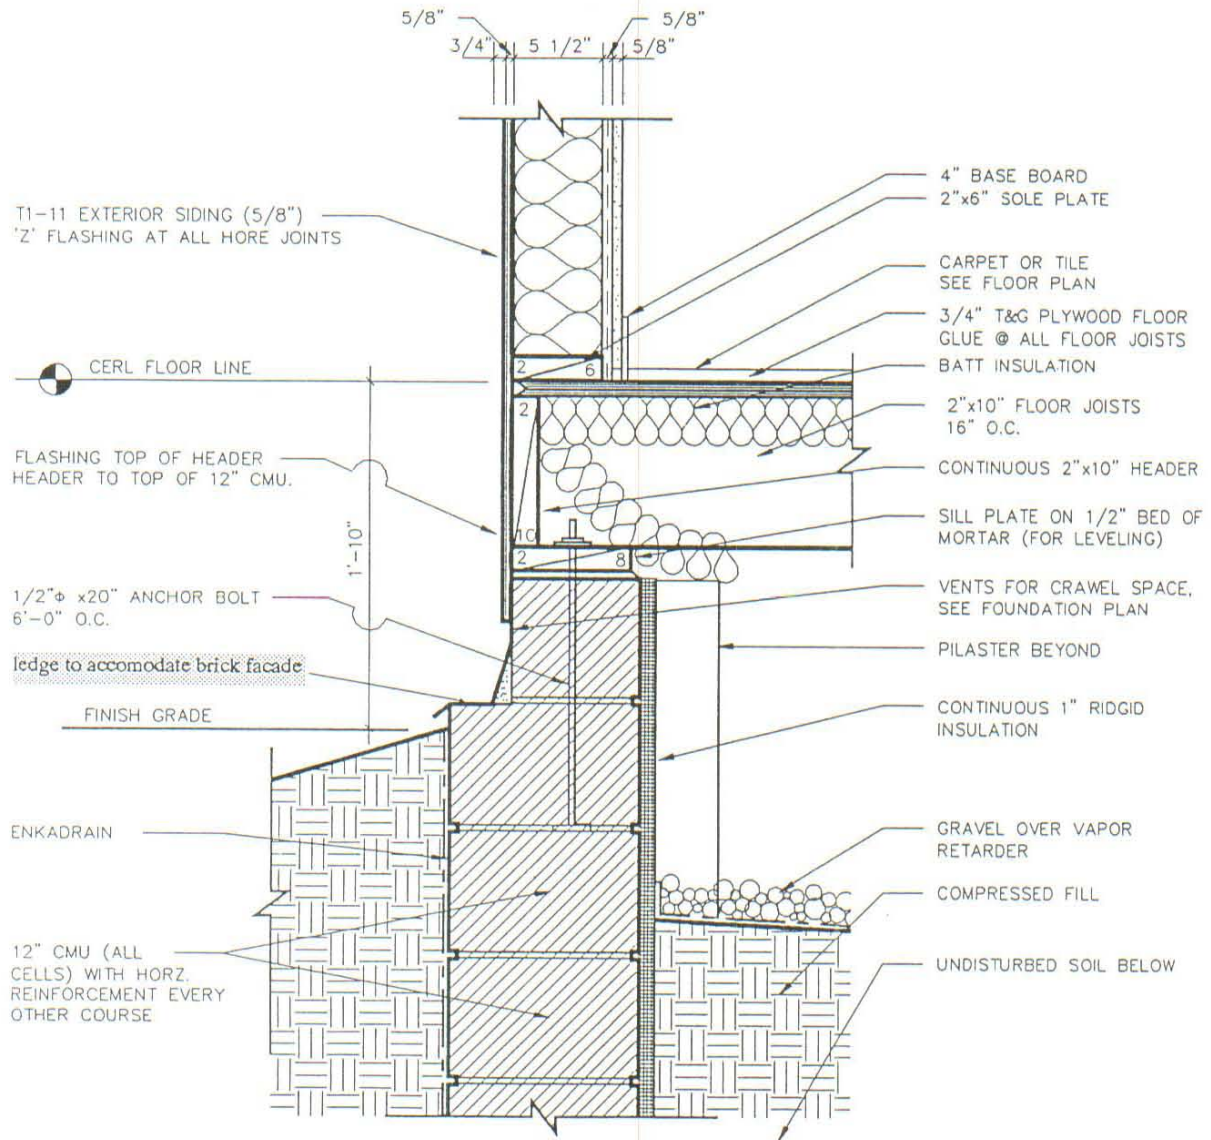 5/8" 5/8"
3/4" 5 1/2" 5/8"
T1-11 EXTERIOR SIDING (5/8")
'Z' FLASHING AT ALL HORE JOINTS
CERL FLOOR LINE
FLASHING TOP OF HEADER
HEADER TO TOP OF 12" CMU.
1'-10"
1/2"Φ x20" ANCHOR BOLT
6'-0" O.C.
ledge to accomodate brick facade
FINISH GRADE
ENKADRAIN
12" CMU (ALL
CELLS) WITH HORZ.
REINFORCEMENT EVERY
OTHER COURSE
2 6
2
10
2 8
4" BASE BOARD
2"x6" SOLE PLATE
CARPET OR TILE
SEE FLOOR PLAN
3/4" T&G PLYWOOD FLOOR
GLUE @ ALL FLOOR JOISTS
BATT INSULATION
2"x10" FLOOR JOISTS
16" O.C.
CONTINUOUS 2"x10" HEADER
SILL PLATE ON 1/2" BED OF
MORTAR (FOR LEVELING)
VENTS FOR CRAWEL SPACE,
SEE FOUNDATION PLAN
PILASTER BEYOND
CONTINUOUS 1" RIDGID
INSULATION
GRAVEL OVER VAPOR
RETARDER
COMPRESSED FILL
UNDISTURBED SOIL BELOW